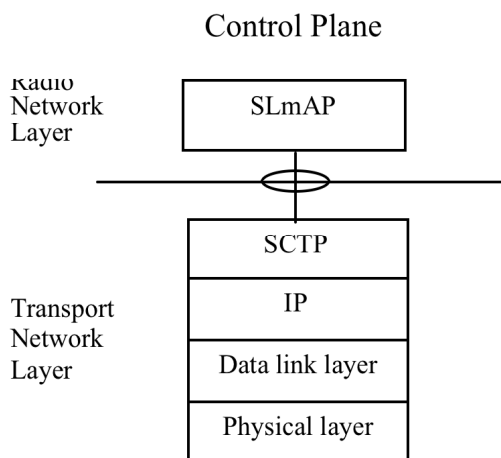 Control Plane
Radio
Network
Layer
SLmAP
SCTP
IP
Transport
Network
Layer
Data link layer
Physical layer